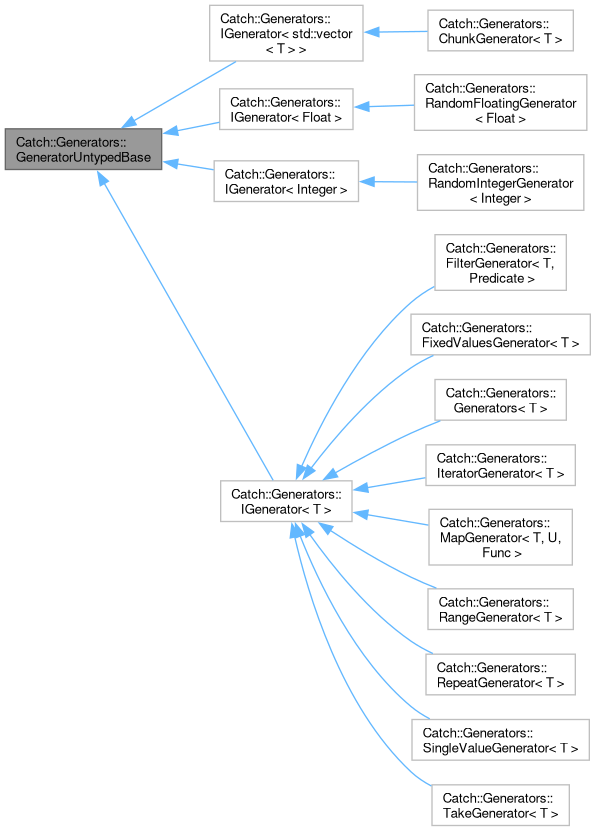 Catch::Generators::
GeneratorUntypedBase
Catch::Generators::
IGenerator< std::vector
< T > >
Catch::Generators::
ChunkGenerator< T >
Catch::Generators::
IGenerator< Float >
Catch::Generators::
RandomFloatingGenerator
< Float >
Catch::Generators::
IGenerator< Integer >
Catch::Generators::
RandomIntegerGenerator
< Integer >
Catch::Generators::
IGenerator< T >
Catch::Generators::
FilterGenerator< T,
Predicate >
Catch::Generators::
FixedValuesGenerator< T >
Catch::Generators::
Generators< T >
Catch::Generators::
IteratorGenerator< T >
Catch::Generators::
MapGenerator< T, U,
Func >
Catch::Generators::
RangeGenerator< T >
Catch::Generators::
RepeatGenerator< T >
Catch::Generators::
SingleValueGenerator< T >
Catch::Generators::
TakeGenerator< T >